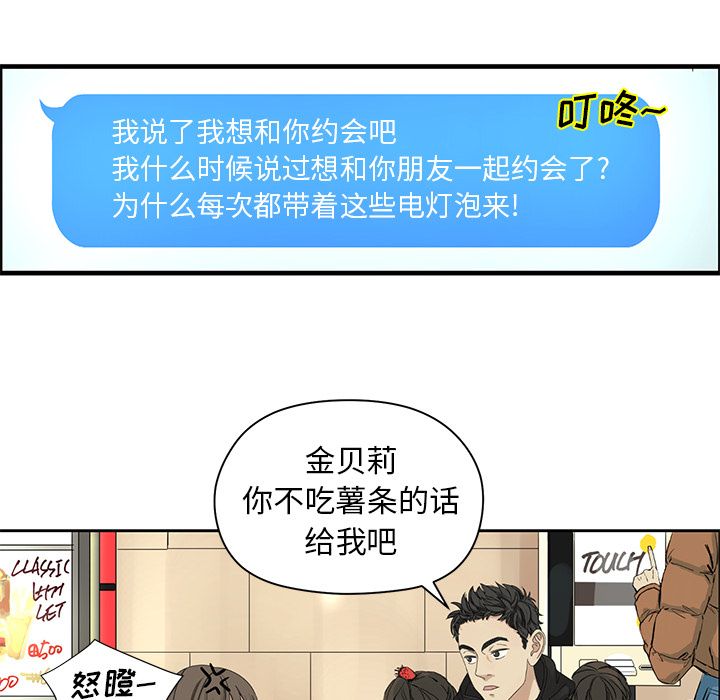 叮咚~
我说了我想和你约会吧
我什么时候说过想和你朋友一起约会了?
为什么每次都带着这些电灯泡来!
金贝莉
你不吃薯条的话
给我吧
CLASSIC
LET
TOUCH
怒瞪—